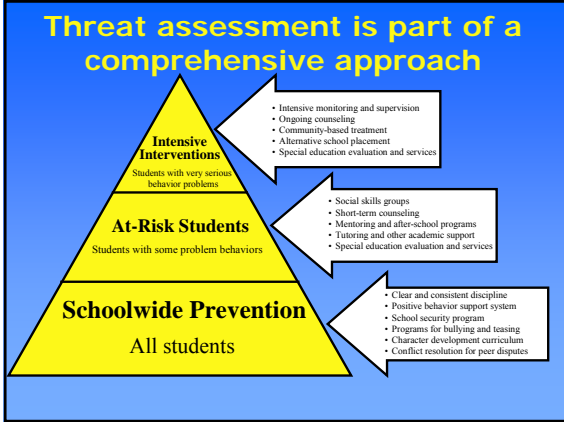 Threat assessment is part of a
comprehensive approach
Intensive
Interventions
Students with very serious
behavior problems
• Intensive monitoring and supervision
• Ongoing counseling
• Community-based treatment
• Alternative school placement
• Special education evaluation and services
At-Risk Students
Students with some problem behaviors
• Social skills groups
• Short-term counseling
• Mentoring and after-school programs
• Tutoring and other academic support
• Special education evaluation and services
Schoolwide Prevention
All students
• Clear and consistent discipline
• Positive behavior support system
• School security program
• Programs for bullying and teasing
• Character development curriculum
• Conflict resolution for peer disputes